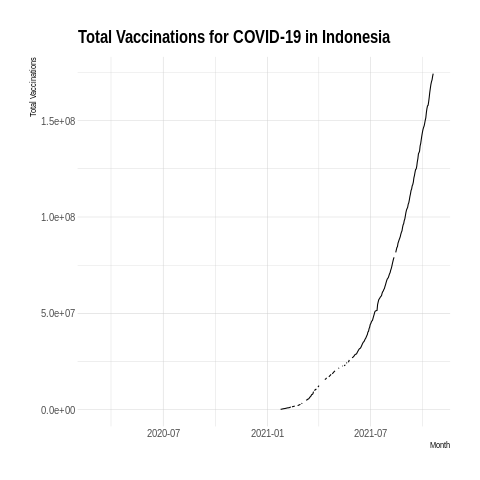 Total Vaccinations for COVID-19 in Indonesia
Total Vaccinations
1.5e+08
1.0e+08
5.0e+07
0.0e+00
2020-07
2021-01
2021-07
Month